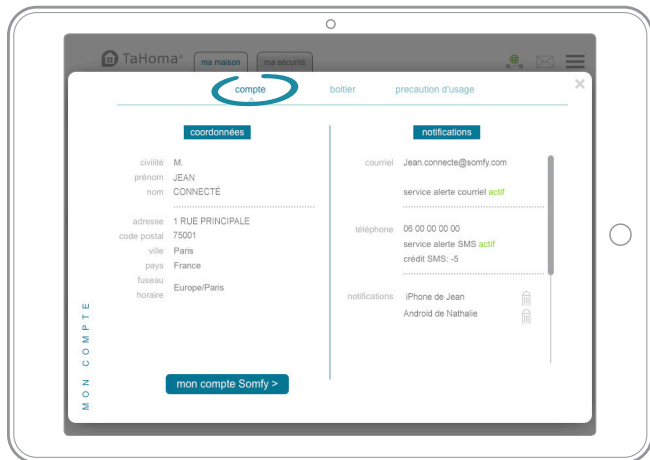 TaHoma®
ma maison
ma sécurité
@
compte
boitier
precaution d'usage
×
coordonnées
civilité M.
prénom JEAN
nom CONNECTÉ
adresse 1 RUE PRINCIPALE
code postal 75001
ville Paris
pays France
fuseau horaire Europe/Paris
mon compte Somfy >
notifications
courriel Jean.connecte@somfy.com
service alerte courriel actif
téléphone 06 00 00 00 00
service alerte SMS actif
crédit SMS: -5
notifications iPhone de Jean
Android de Nathalie
MON COMPTE